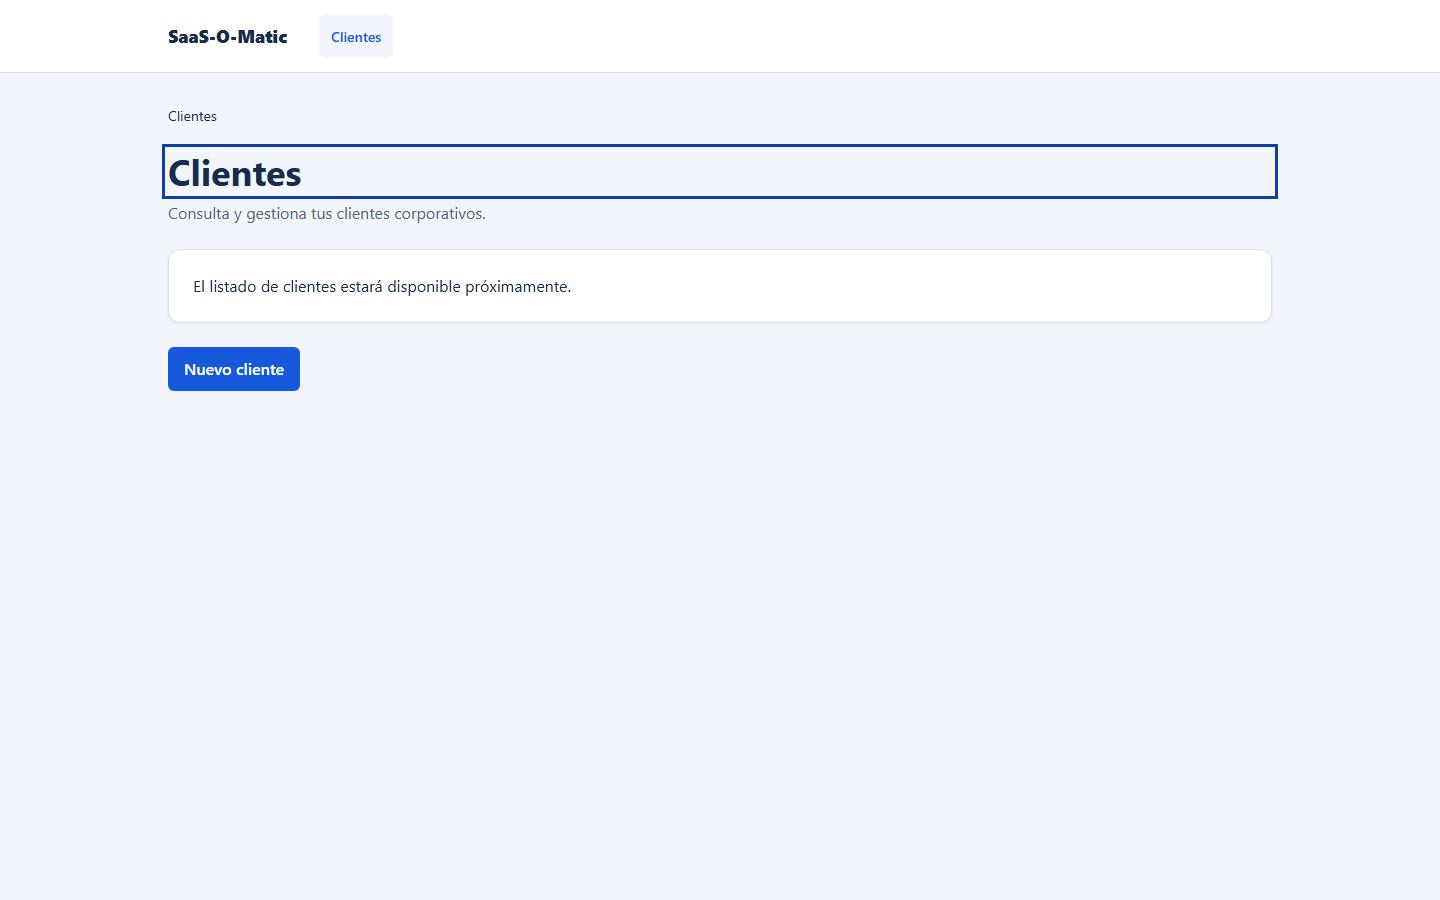 SaaS-O-Matic
Clientes
Clientes
Clientes
Consulta y gestiona tus clientes corporativos.
El listado de clientes estará disponible próximamente.
Nuevo cliente